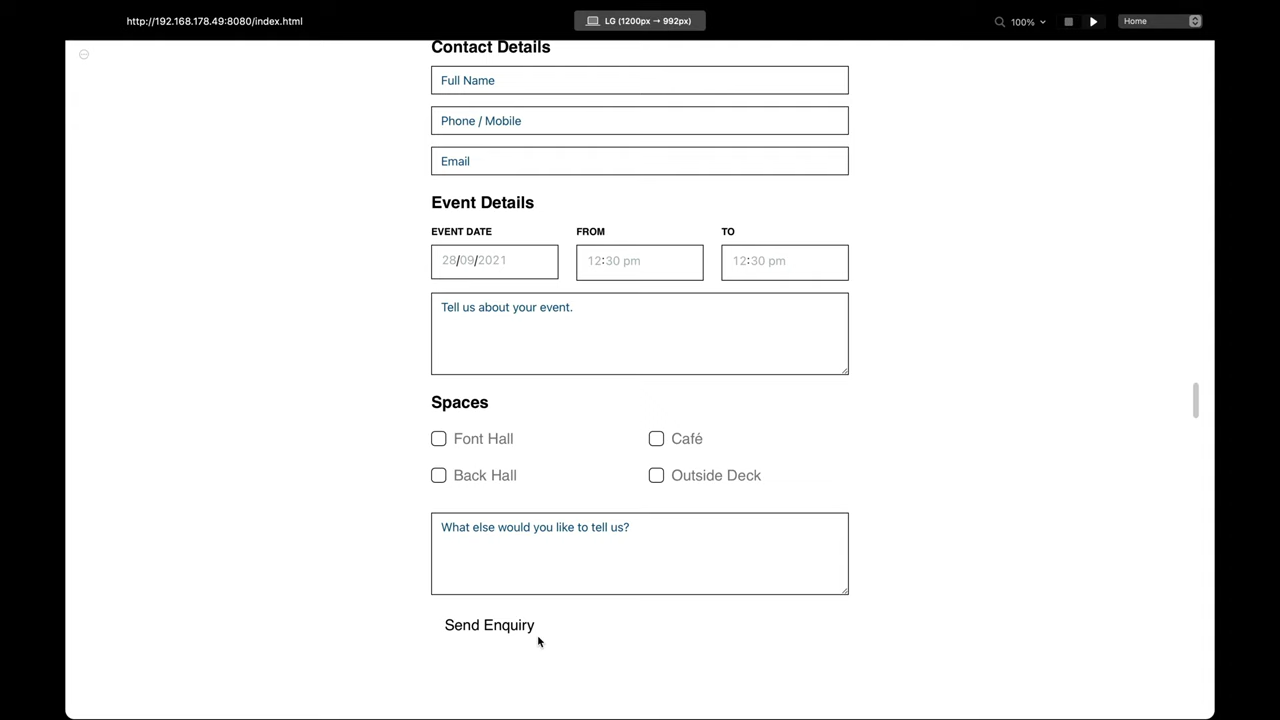 http://192.168.178.49:8080/index.html
LG (1200px → 992px)
100%
Home
Contact Details
Full Name
Phone / Mobile
Email
Event Details
EVENT DATE FROM TO
28/09/2021 12:30 pm 12:30 pm
Tell us about your event.
Spaces
Font Hall Café
Back Hall Outside Deck
What else would you like to tell us?
Send Enquiry